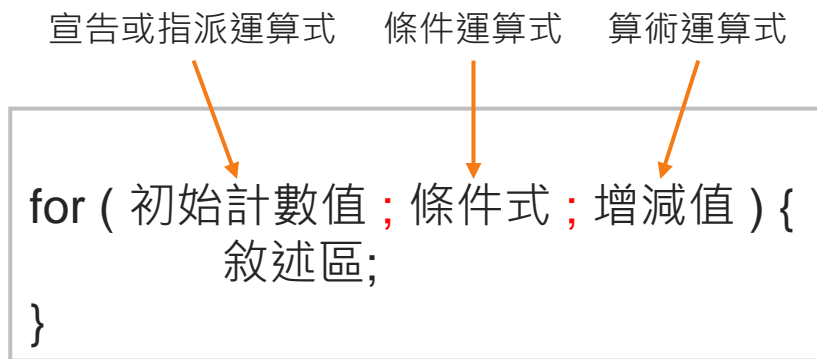 宣告或指派運算式 條件運算式 算術運算式
for ( 初始計數值 ; 條件式 ; 增減值 ) {
敘述區;
}